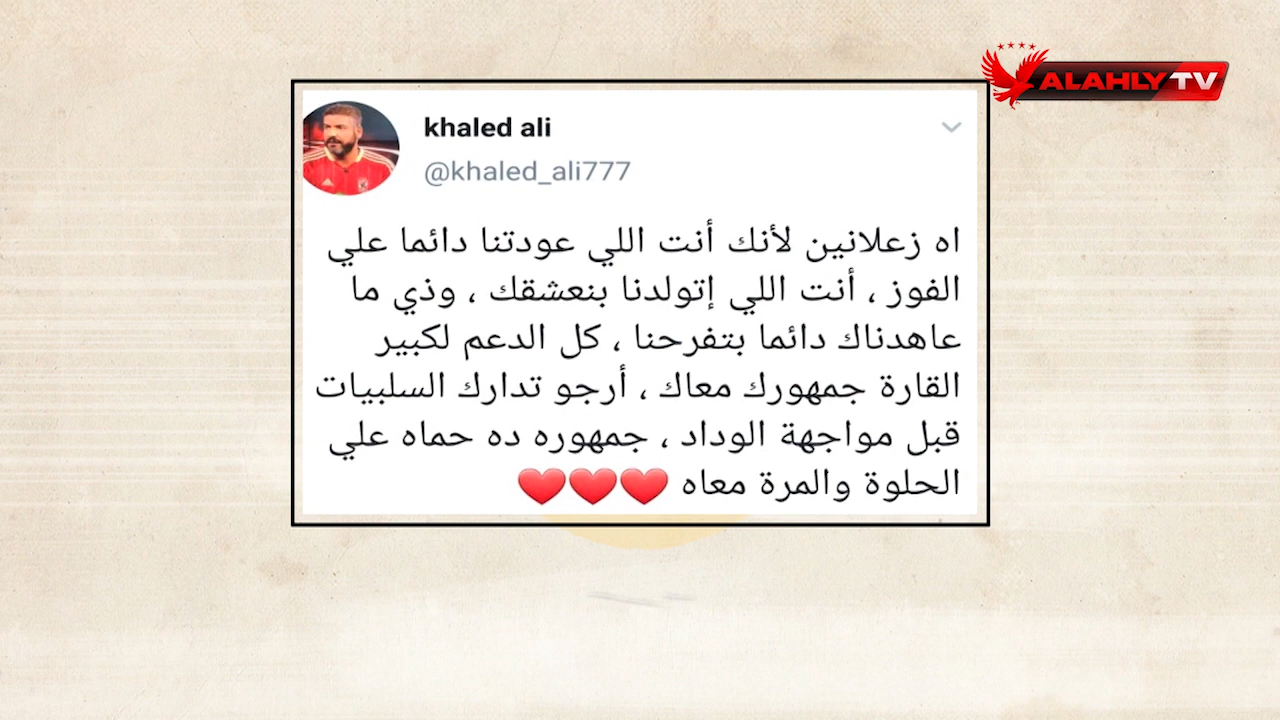 ALAHLY TV
khaled ali
@khaled_ali777
اه زعلانين لأنك أنت اللي عودتنا دائما علي
الفوز ، أنت اللي إتولدنا بنعشقك ، وذي ما
عاهدناك دائما بتفرحنا ، كل الدعم لكبير
القارة جمهورك معاك ، أرجو تدارك السلبيات
قبل مواجهة الوداد ، جمهوره ده حماه علي
الحلوة والمرة معاه ❤️❤️❤️